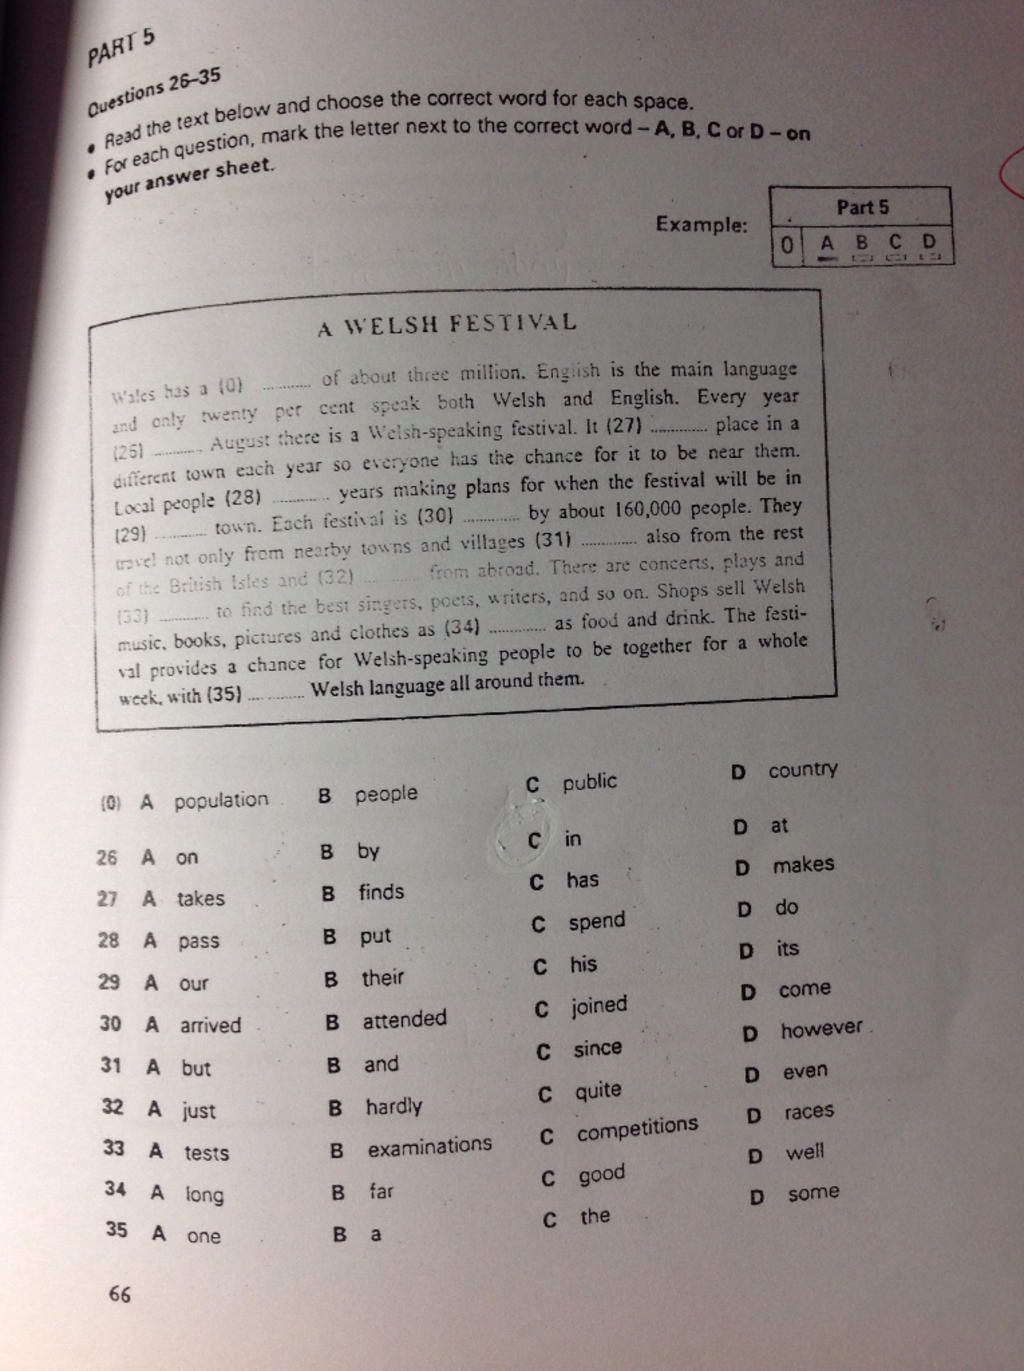 PART 5
Questions 26–35
• Read the text below and choose the correct word for each space.
• For each question, mark the letter next to the correct word – A, B, C or D – on
your answer sheet.
Example:
Part 5
0 A B C D
A WELSH FESTIVAL
Wales has a (0) ............ of about three million. English is the main language
and only twenty per cent speak both Welsh and English. Every year
(26) ............ August there is a Welsh-speaking festival. It (27) ............ place in a
different town each year so everyone has the chance for it to be near them.
Local people (28) ............ years making plans for when the festival will be in
(29) ............ town. Each festival is (30) ............ by about 160,000 people. They
travel not only from nearby towns and villages (31) ............ also from the rest
of the British Isles and (32) ............ from abroad. There are concerts, plays and
(33) ............ to find the best singers, poets, writers, and so on. Shops sell Welsh
music, books, pictures and clothes as (34) ............ as food and drink. The festi-
val provides a chance for Welsh-speaking people to be together for a whole
week, with (35) ............ Welsh language all around them.
(0) A population B people C public D country
26 A on B by C in D at
27 A takes B finds C has D makes
28 A pass B put C spend D do
29 A our B their C his D its
30 A arrived B attended C joined D come
31 A but B and C since D however
32 A just B hardly C quite D even
33 A tests B examinations C competitions D races
34 A long B far C good D well
35 A one B a C the D some
66